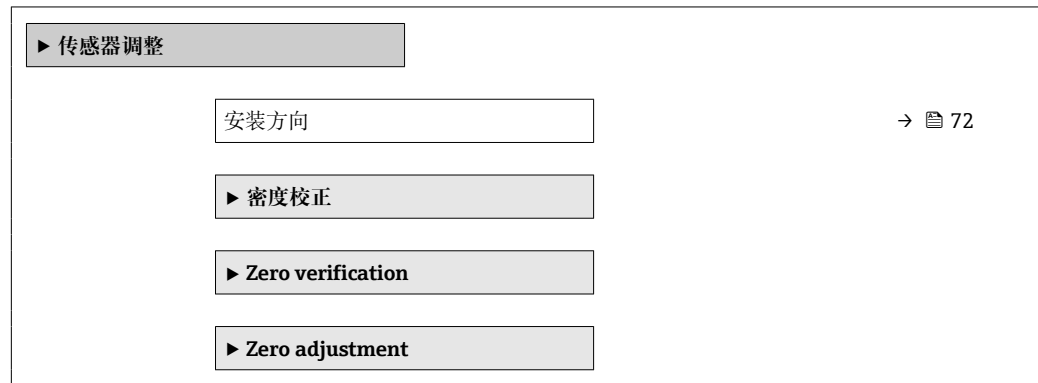 ▶ 传感器调整
安装方向 → 72
▶ 密度校正
▶ Zero verification
▶ Zero adjustment